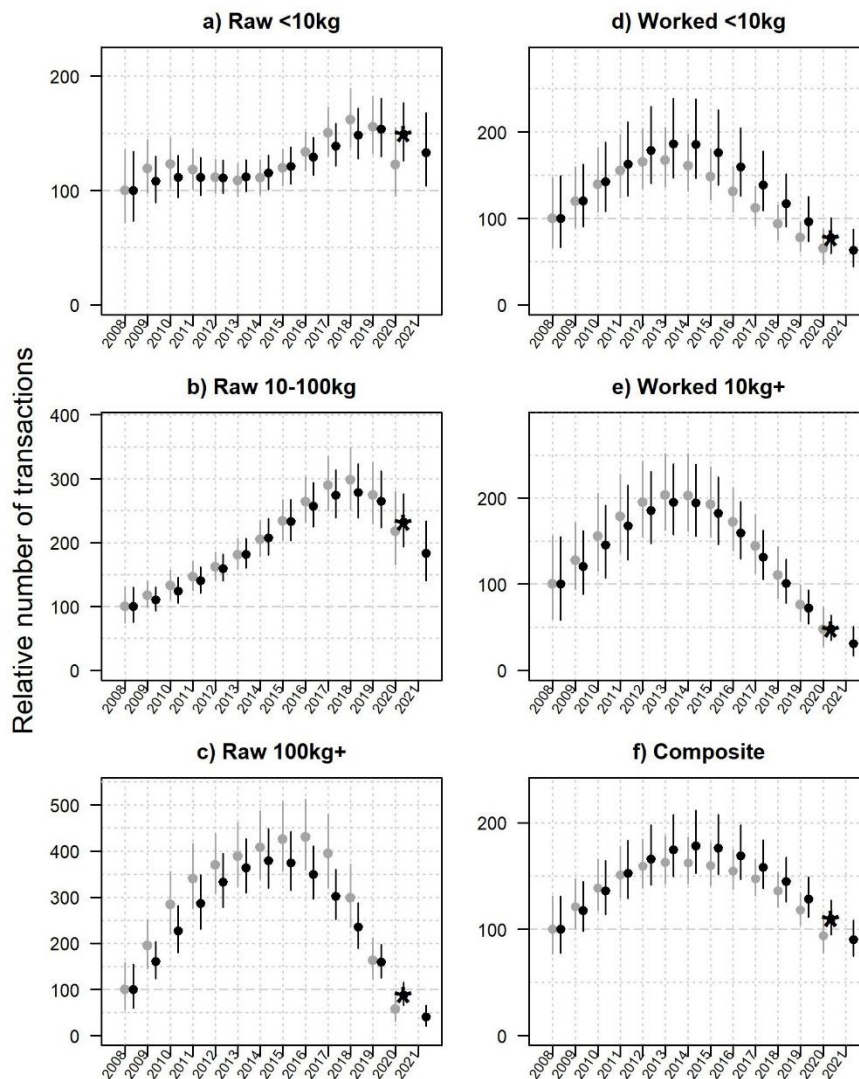 Relative number of transactions
a) Raw <10kg
200
100
0
2008 2009 2010 2011 2012 2013 2014 2015 2016 2017 2018 2019 2020 2021
b) Raw 10-100kg
400
300
200
100
0
2008 2009 2010 2011 2012 2013 2014 2015 2016 2017 2018 2019 2020 2021
c) Raw 100kg+
500
400
300
200
100
0
2008 2009 2010 2011 2012 2013 2014 2015 2016 2017 2018 2019 2020 2021
d) Worked <10kg
200
100
0
2008 2009 2010 2011 2012 2013 2014 2015 2016 2017 2018 2019 2020 2021
e) Worked 10kg+
200
100
0
2008 2009 2010 2011 2012 2013 2014 2015 2016 2017 2018 2019 2020 2021
f) Composite
200
100
0
2008 2009 2010 2011 2012 2013 2014 2015 2016 2017 2018 2019 2020 2021